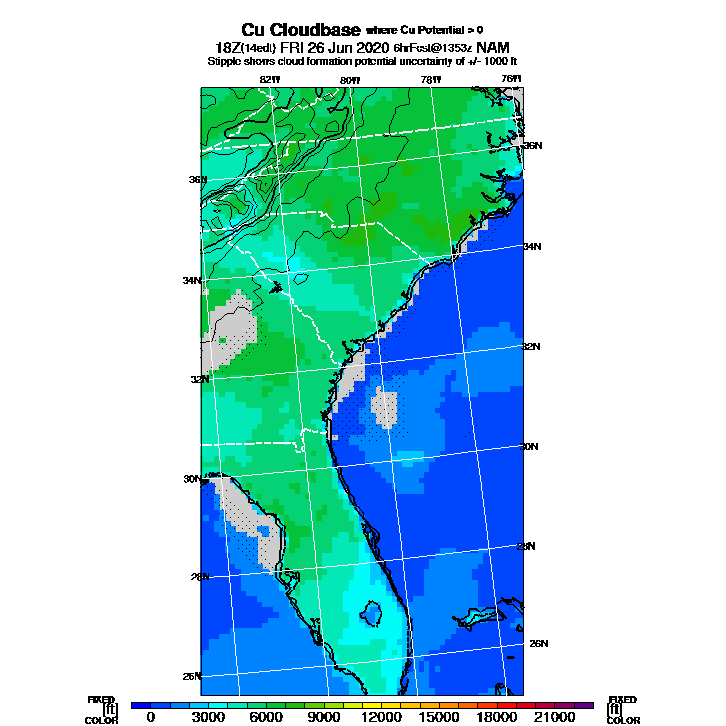 Cu Cloudbase where Cu Potential > 0
18Z(14edt) FRI 26 Jun 2020 6hrFcst@1353z NAM
Stipple shows cloud formation potential uncertainty of +/- 1000 ft
82W 80W 78W 76W
36N
36N
34N
34N
32N
32N
30N
30N
28N
28N
26N
26N
FIXED FIXED
[ft] [ft]
COLOR COLOR
0 3000 6000 9000 12000 15000 18000 21000